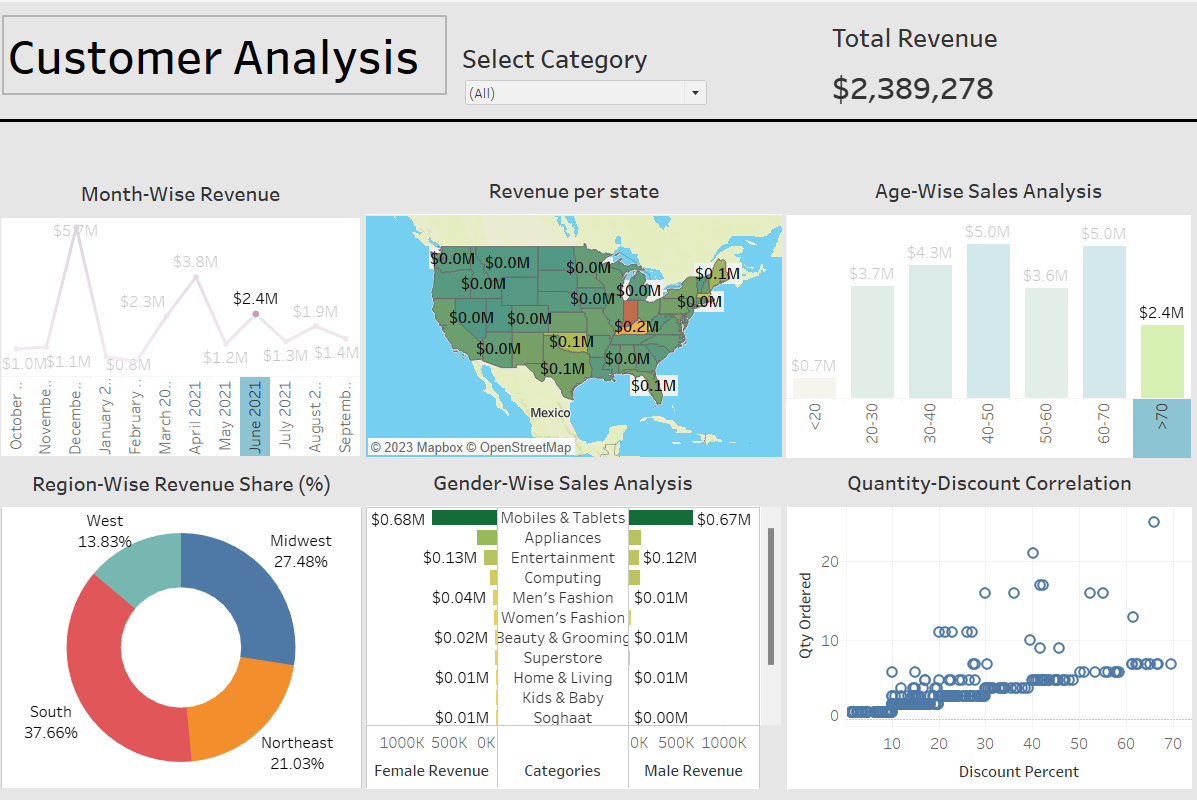 Customer Analysis
Select Category
(All)
Total Revenue
$2,389,278
Month-Wise Revenue
$5.7M
$3.8M
$2.3M
$2.4M
$1.9M
$1.0M
$1.1M
$0.8M
$1.2M
$1.3M
$1.4M
October ..
Novembe..
Decembe..
January 2..
February ..
March 20..
April 2021
May 2021
June 2021
July 2021
August 2..
Septemb..
Revenue per state
$0.0M
$0.0M
$0.0M
$0.1M
$0.0M
$0.0M
$0.0M
$0.0M
$0.0M
$0.0M
$0.2M
$0.0M
$0.1M
$0.0M
$0.1M
$0.1M
Mexico
© 2023 Mapbox © OpenStreetMap
Age-Wise Sales Analysis
$0.7M
$3.7M
$4.3M
$5.0M
$3.6M
$5.0M
$2.4M
<20
20-30
30-40
40-50
50-60
60-70
>70
Region-Wise Revenue Share (%)
West
13.83%
Midwest
27.48%
South
37.66%
Northeast
21.03%
Gender-Wise Sales Analysis
$0.68M Mobiles & Tablets $0.67M
Appliances
$0.13M Entertainment $0.12M
Computing
$0.04M Men's Fashion $0.01M
Women's Fashion
$0.02M Beauty & Grooming $0.01M
Superstore
$0.01M Home & Living $0.01M
Kids & Baby
$0.01M Soghaat $0.00M
1000K 500K 0K 0K 500K 1000K
Female Revenue Categories Male Revenue
Quantity-Discount Correlation
Qty Ordered
20
10
0
10 20 30 40 50 60 70
Discount Percent